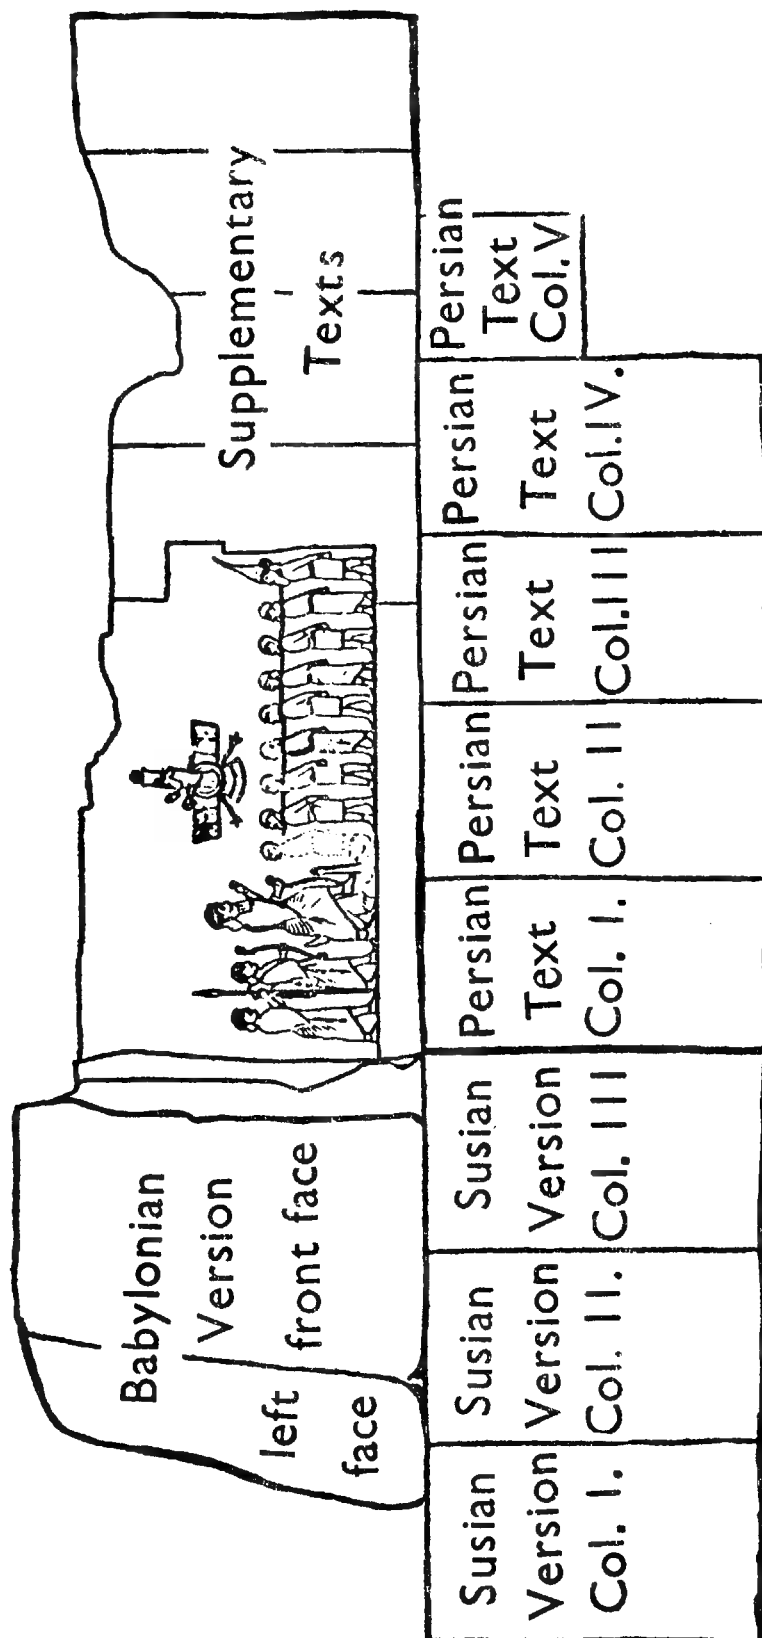 Supplementary
Texts
Babylonian
Version
front face
left
face
Susian
Version
Col. I.
Susian
Version
Col. II.
Susian
Version
Col. III
Persian
Text
Col. I.
Persian
Text
Col. II
Persian
Text
Col. III
Persian
Text
Col. IV.
Persian
Text
Col. V